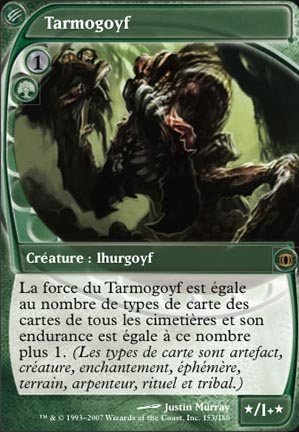 Tarmogoyf
1
Créature : lhurgoyf
La force du Tarmogoyf est égale
au nombre de types de carte des
cartes de tous les cimetières et son
endurance est égale à ce nombre
plus 1. (Les types de carte sont artefact,
créature, enchantement, éphémère,
terrain, arpenteur, rituel et tribal.)
Justin Murray
™ & © 1993–2007 Wizards of the Coast, Inc. 153/180
★/1+★